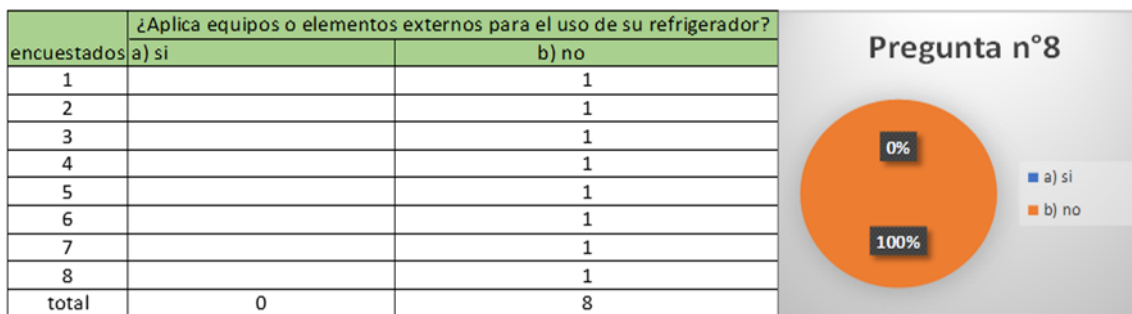 ¿Aplica equipos o elementos externos para el uso de su refrigerador?
encuestados a) si b) no
1 1
2 1
3 1
4 1
5 1
6 1
7 1
8 1
total 0 8
Pregunta n°8
0%
100%
a) si
b) no